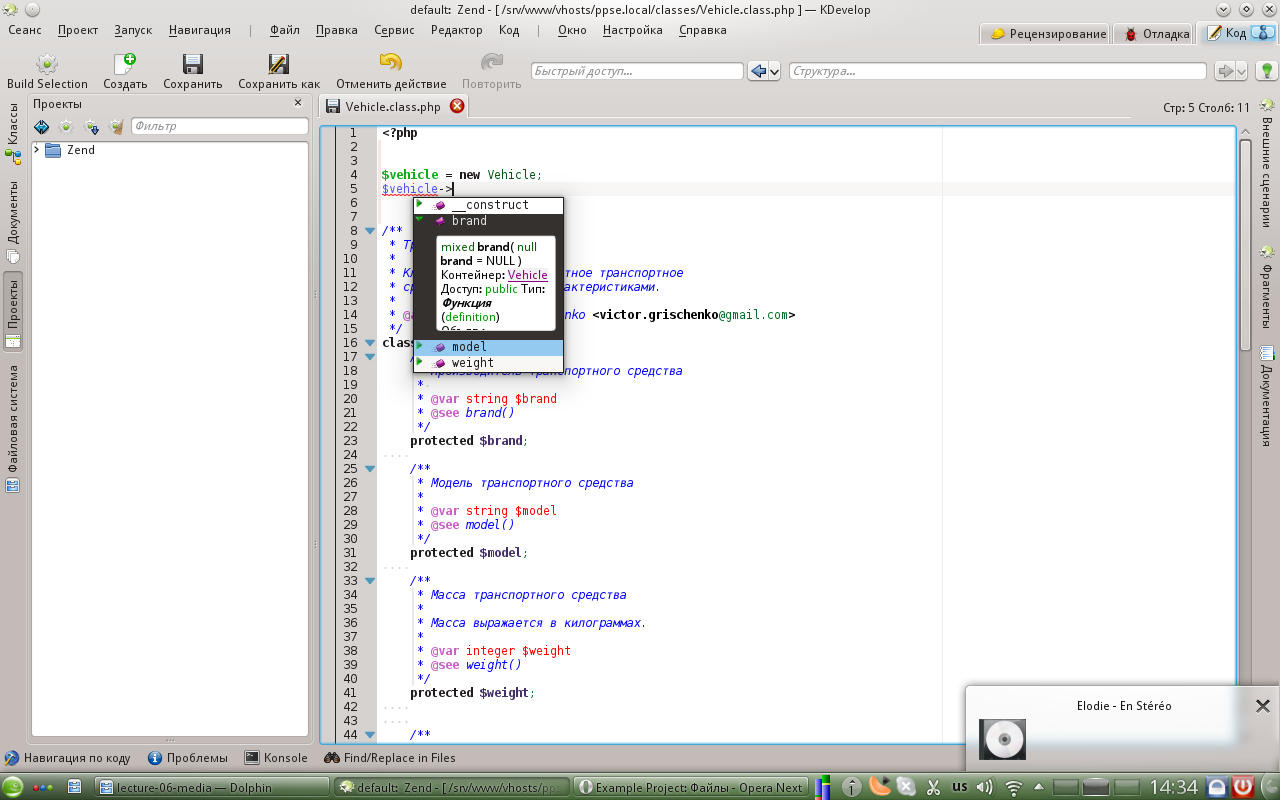 default: Zend - [ /srv/www/vhosts/ppse.local/classes/Vehicle.class.php ] — KDevelop
Сеанс Проект Запуск Навигация | Файл Правка Сервис Редактор Код | Окно Настройка Справка
Рецензирование Отладка Код
Build Selection Создать Сохранить Сохранить как Отменить действие Повторить
Быстрый доступ...
Структура...
Проекты
Фильтр
Zend
Классы
Документы
Проекты
Файловая система
Vehicle.class.php
Стр: 5 Столб: 11
1 <?php
2
3
4 $vehicle = new Vehicle;
5 $vehicle->
6
7
8 /**
9 *
10 *
11 * тное транспортное
12 * актеристиками.
13 *
14 * nko <victor.grischenko@gmail.com>
15 */
16 clas
17
18 * Производитель транспортного средства
19 *
20 * @var string $brand
21 * @see brand()
22 */
23 protected $brand;
24
25 /**
26 * Модель транспортного средства
27 *
28 * @var string $model
29 * @see model()
30 */
31 protected $model;
32
33 /**
34 * Масса транспортного средства
35 *
36 * Масса выражается в килограммах.
37 *
38 * @var integer $weight
39 * @see weight()
40 */
41 protected $weight;
42
43
44 /**
__construct
brand
mixed brand( null
brand = NULL )
Контейнер: Vehicle
Доступ: public Тип:
Функция
(definition)
model
weight
Внешние сценарии
Документация
Elodie - En Stéréo
Навигация по коду Проблемы Konsole Find/Replace in Files
lecture-06-media — Dolphin
default: Zend - [ /srv/www/vhosts/pps
Example Project: Файлы - Opera Next
us
14:34